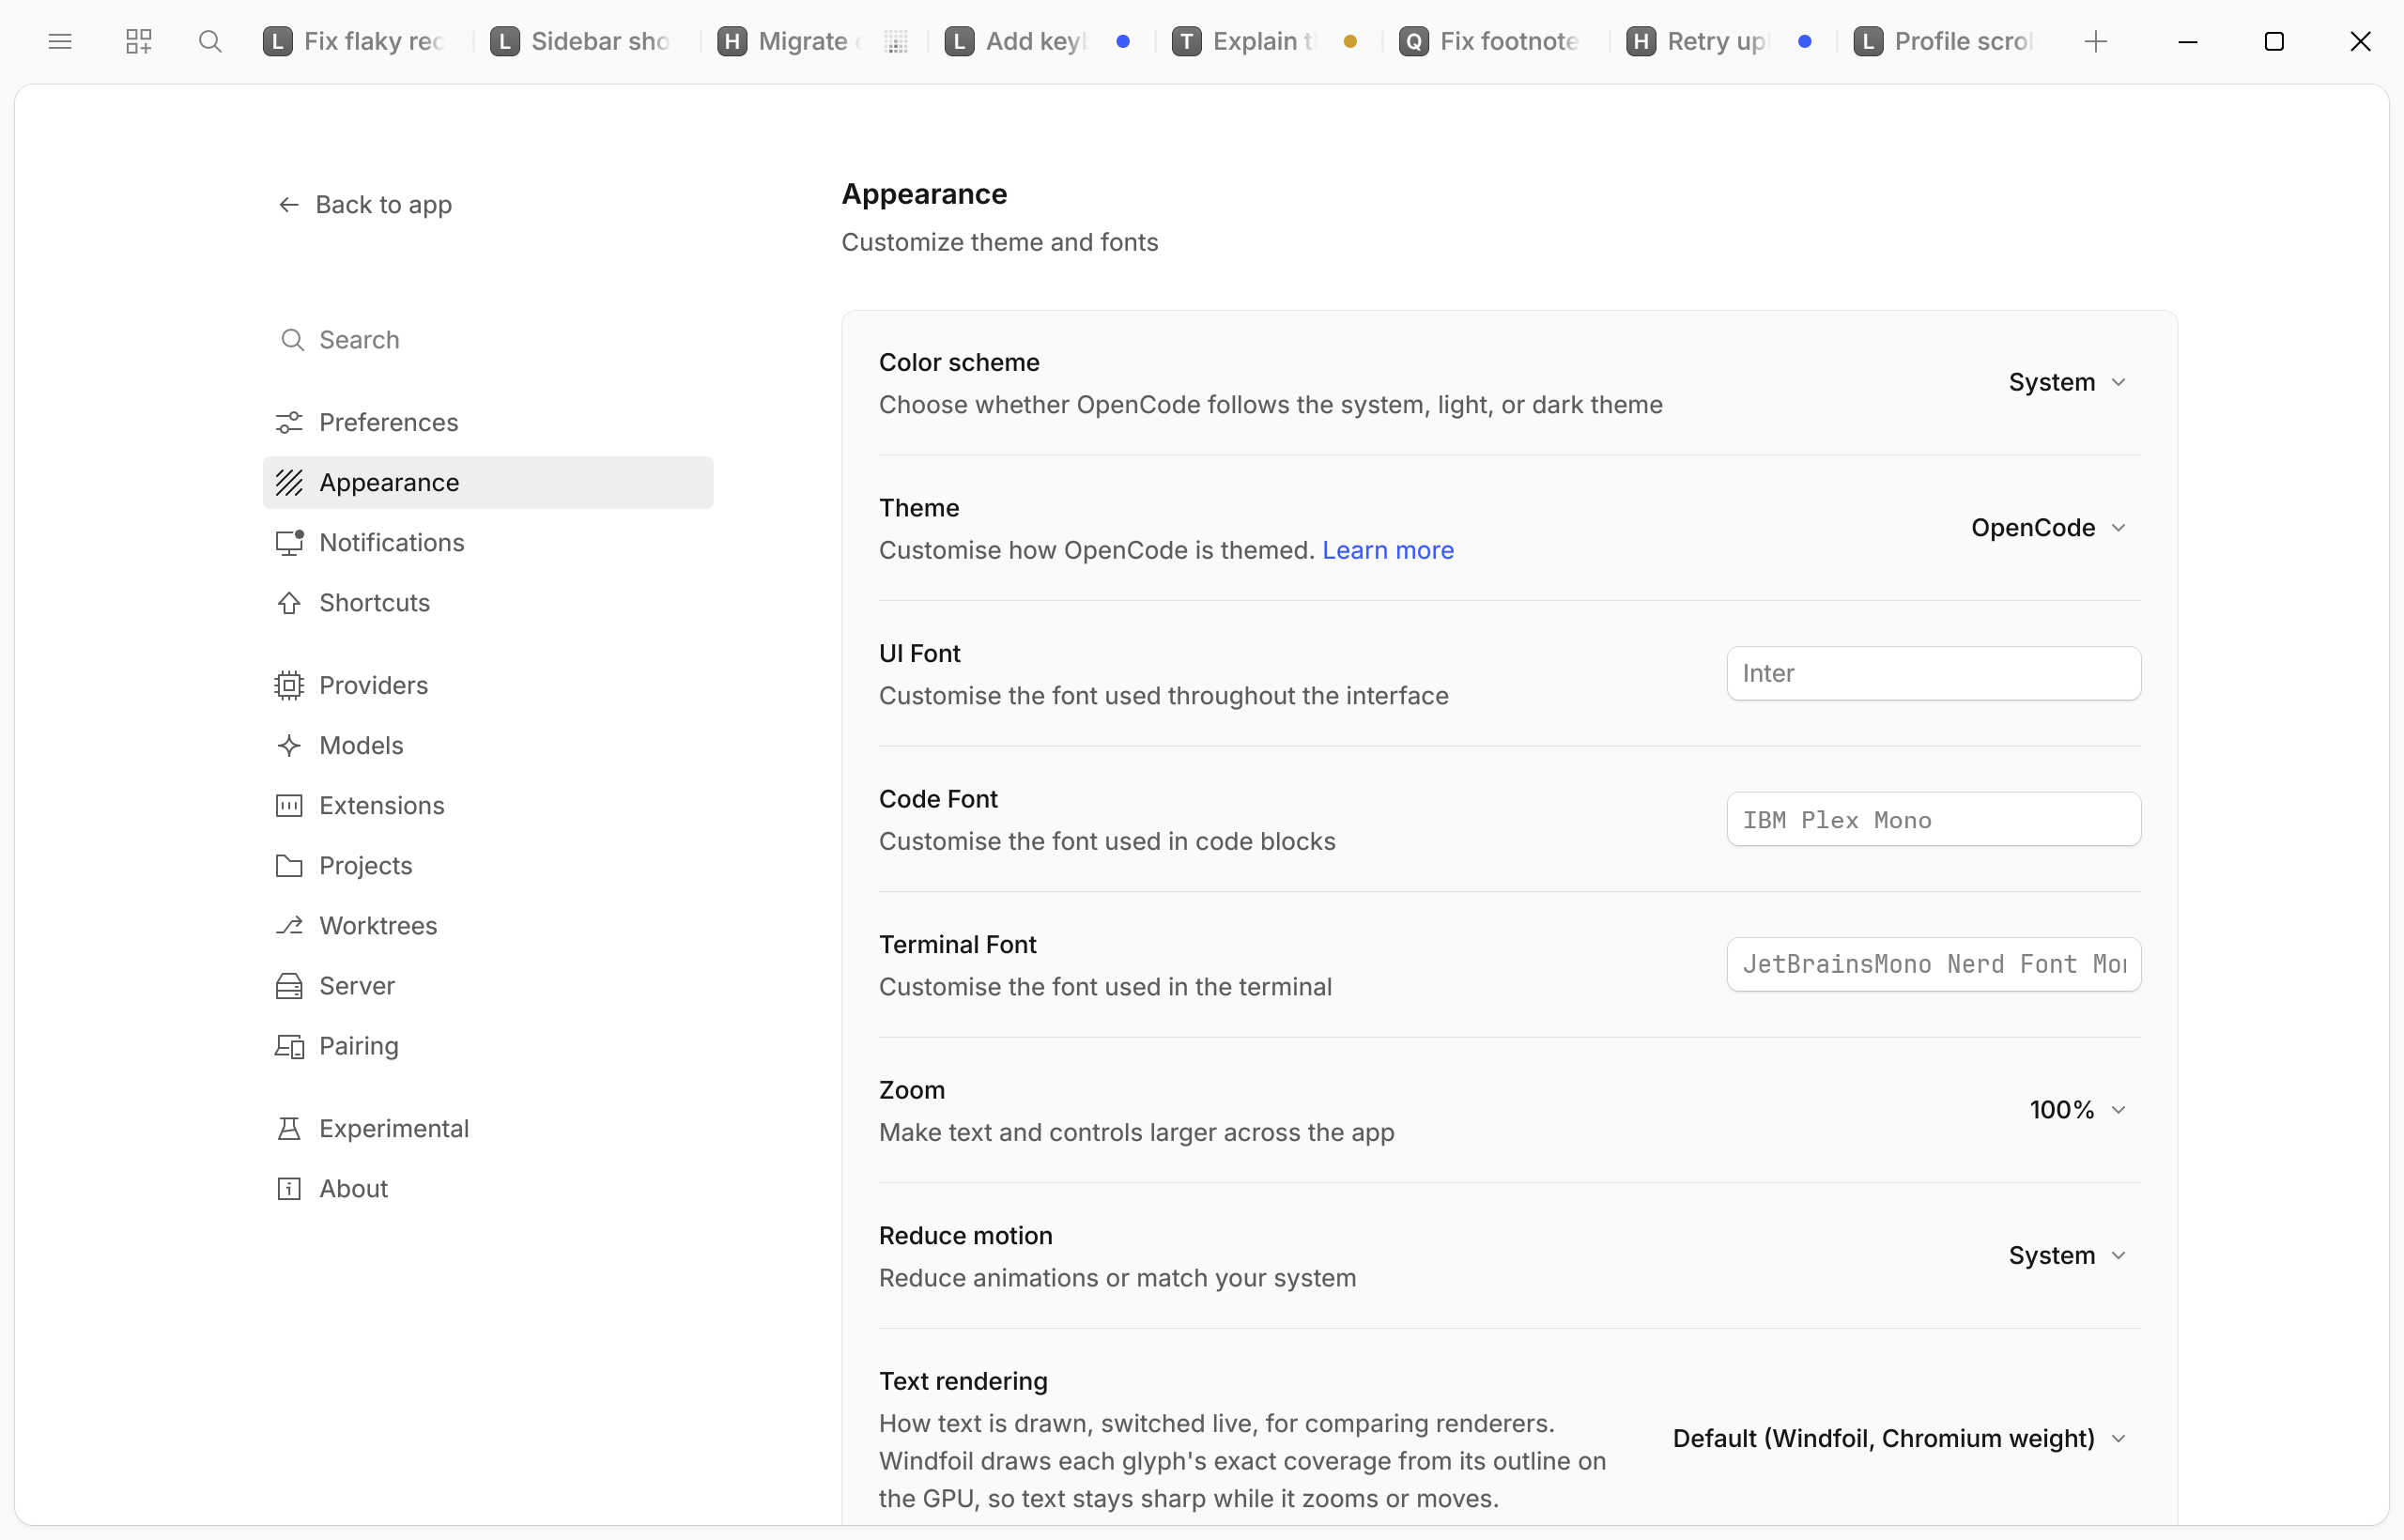 L Fix flaky rec
L Sidebar sho
H Migrate
L Add keyb
T Explain t
Q Fix footnote
H Retry upl
L Profile scrol
Back to app
Search
Preferences
Appearance
Notifications
Shortcuts
Providers
Models
Extensions
Projects
Worktrees
Server
Pairing
Experimental
About
Appearance
Customize theme and fonts
Color scheme
Choose whether OpenCode follows the system, light, or dark theme
System
Theme
Customise how OpenCode is themed. Learn more
OpenCode
UI Font
Customise the font used throughout the interface
Inter
Code Font
Customise the font used in code blocks
IBM Plex Mono
Terminal Font
Customise the font used in the terminal
JetBrainsMono Nerd Font Mon
Zoom
Make text and controls larger across the app
100%
Reduce motion
Reduce animations or match your system
System
Text rendering
How text is drawn, switched live, for comparing renderers.
Windfoil draws each glyph's exact coverage from its outline on
the GPU, so text stays sharp while it zooms or moves.
Default (Windfoil, Chromium weight)